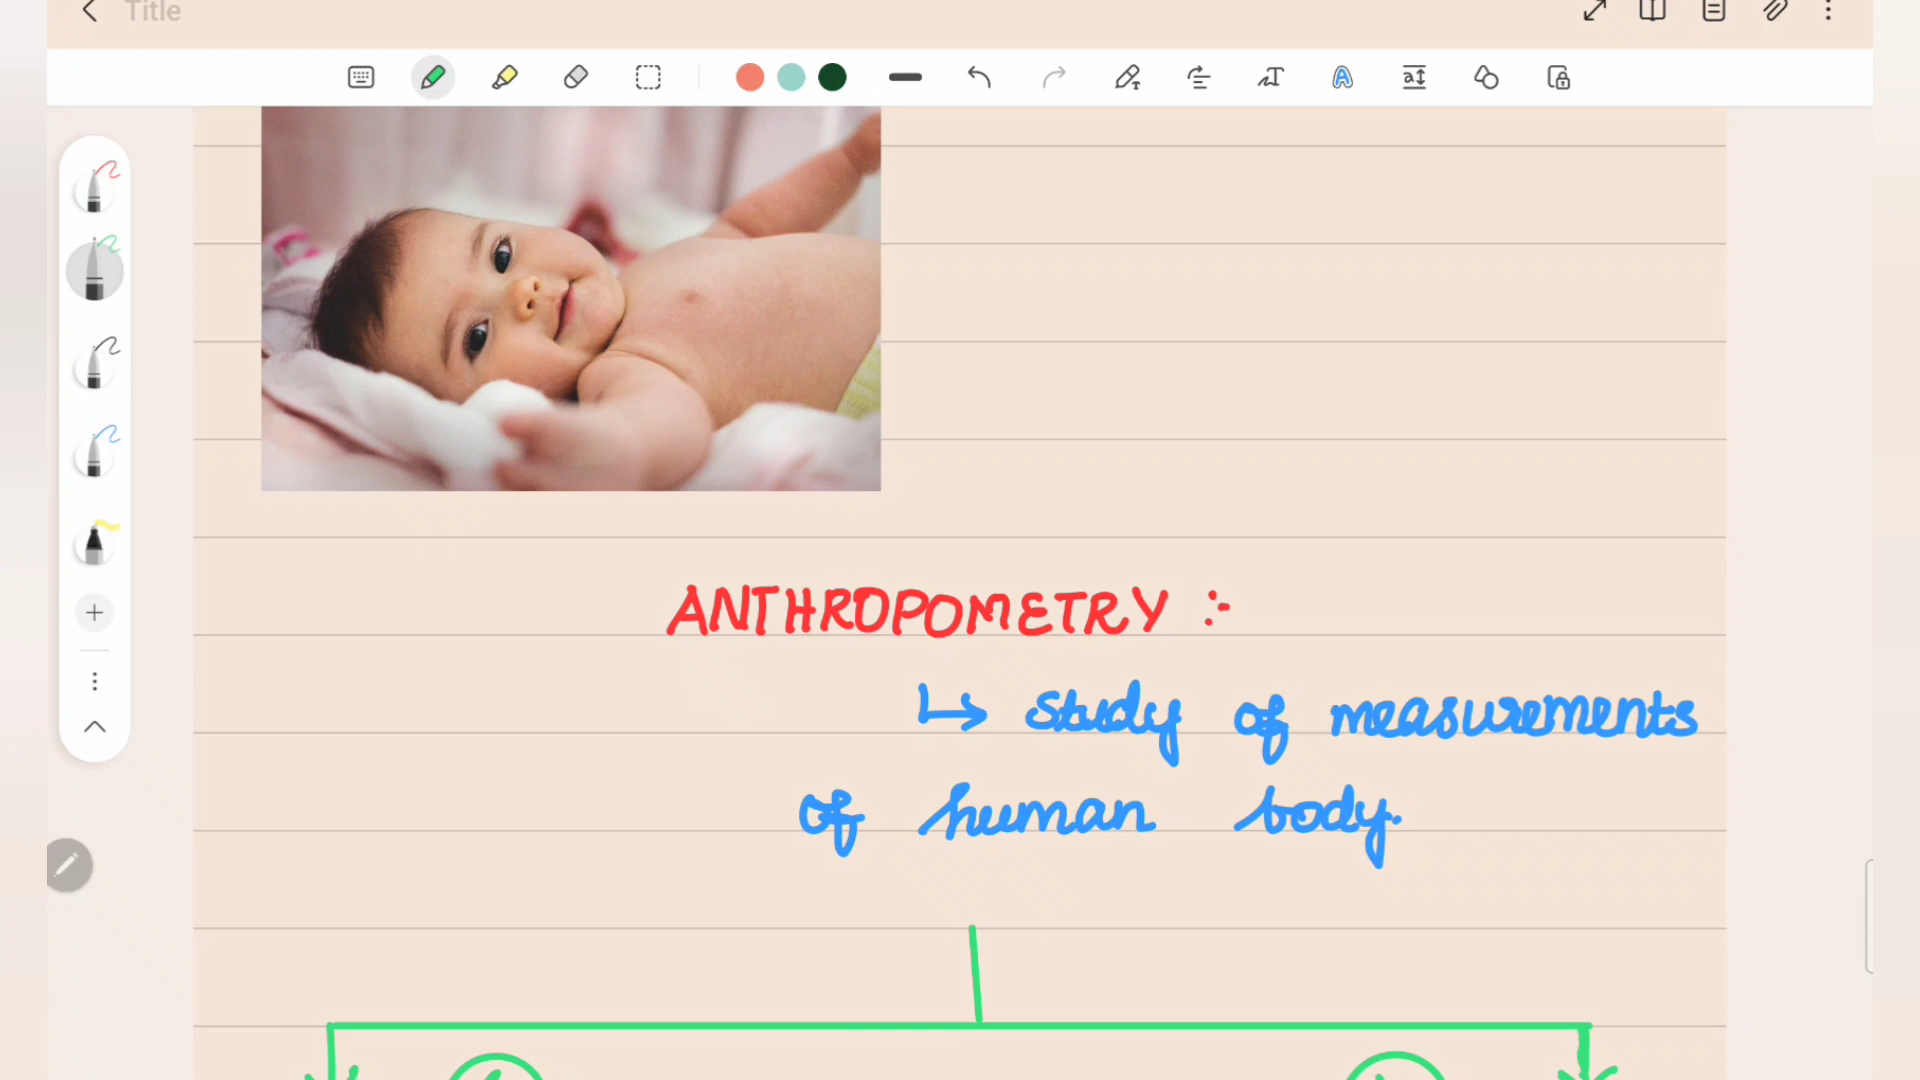 Title
ANTHROPOMETRY :-
↳ study of measurements
of human body.